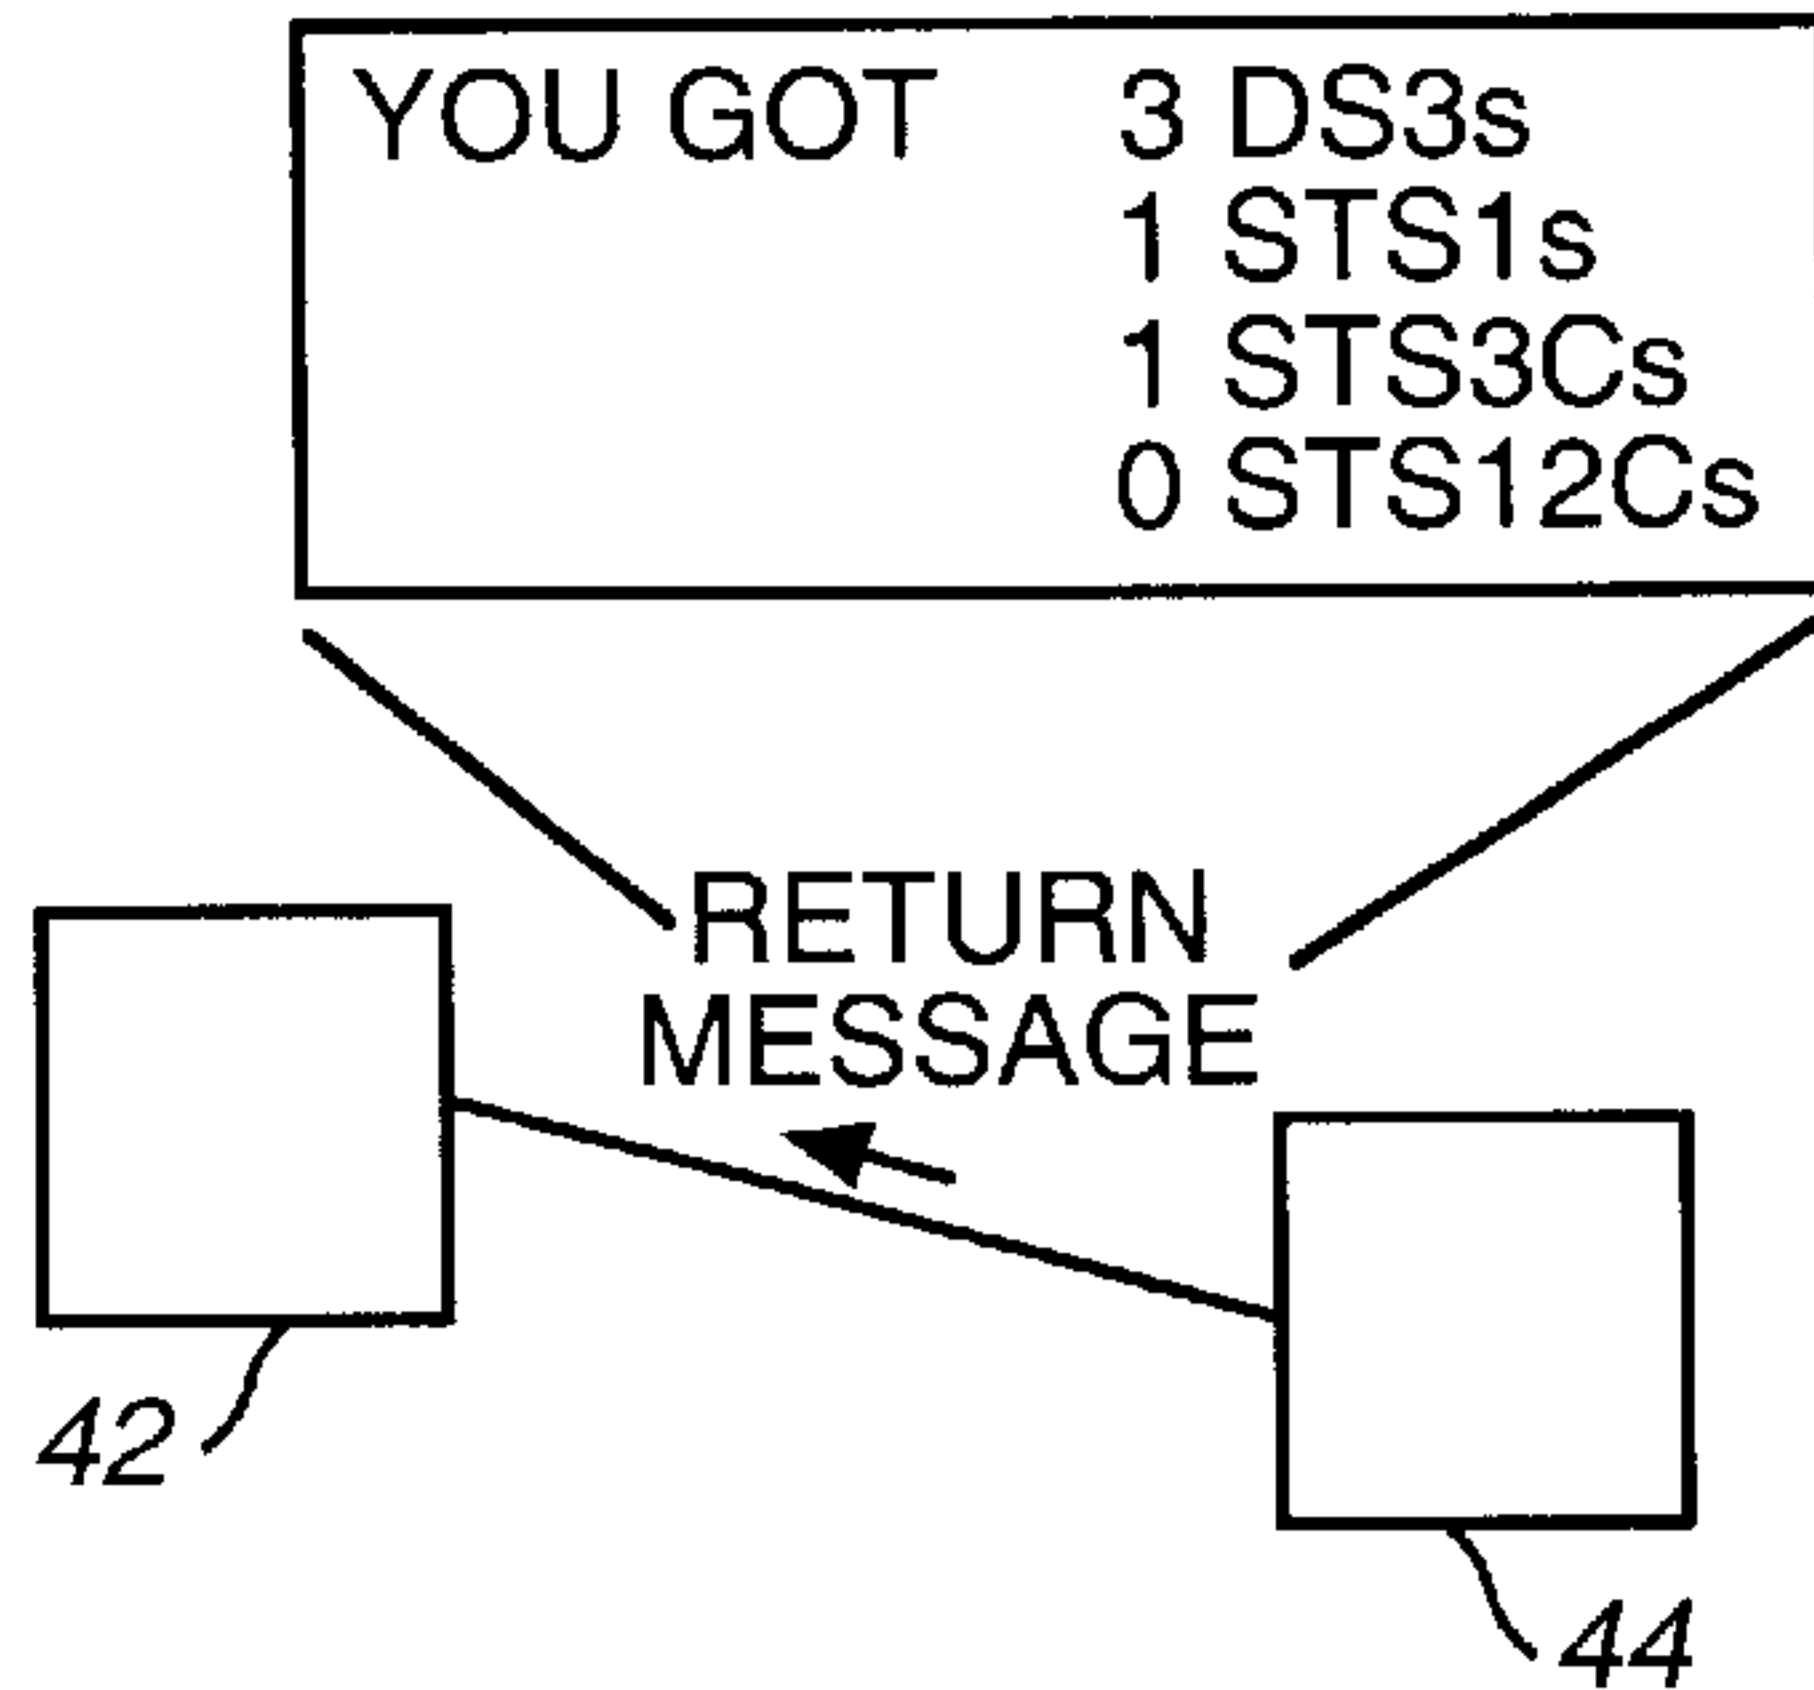 YOU GOT 3 DS3s
1 STS1s
1 STS3Cs
0 STS12Cs
RETURN
MESSAGE
42
44